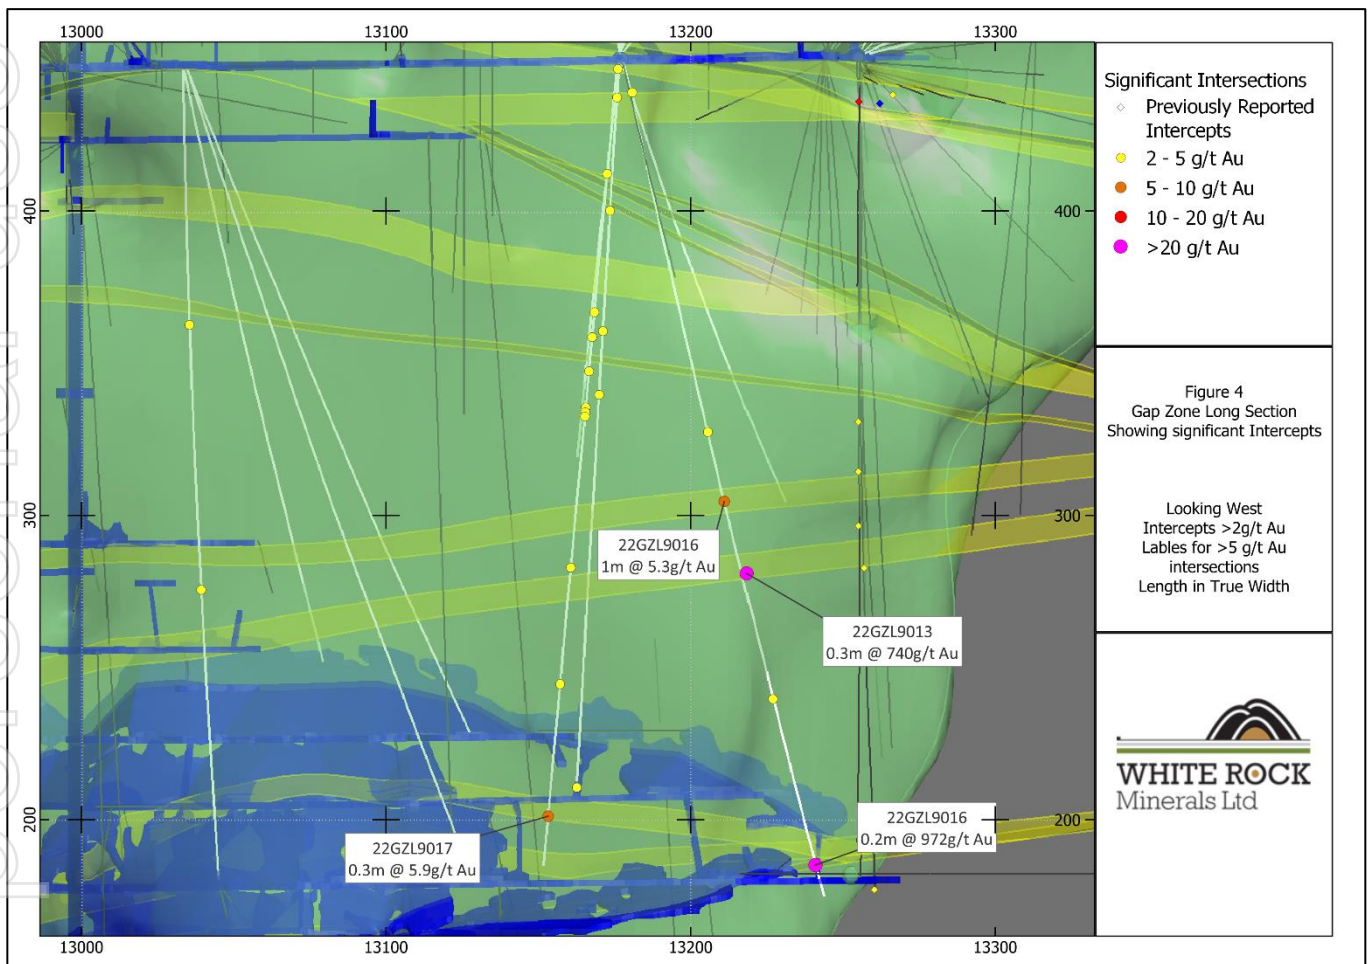 13000
13100
13200
13300
400
400
300
300
200
200
13000
13100
13200
13300
22GZL9016
1m @ 5.3g/t Au
22GZL9013
0.3m @ 740g/t Au
22GZL9016
0.2m @ 972g/t Au
22GZL9017
0.3m @ 5.9g/t Au
Significant Intersections
Previously Reported
Intercepts
2 - 5 g/t Au
5 - 10 g/t Au
10 - 20 g/t Au
>20 g/t Au
Figure 4
Gap Zone Long Section
Showing significant Intercepts
Looking West
Intercepts >2g/t Au
Lables for >5 g/t Au
intersections
Length in True Width
WHITE ROCK
Minerals Ltd